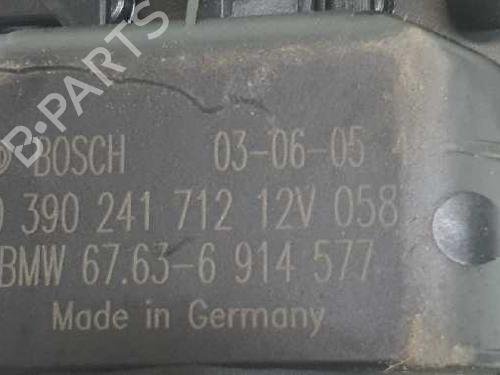 B-PARTS
BOSCH 03-06-05 4
390 241 712 12V 058
BMW 67.63-6 914 577
Made in Germany